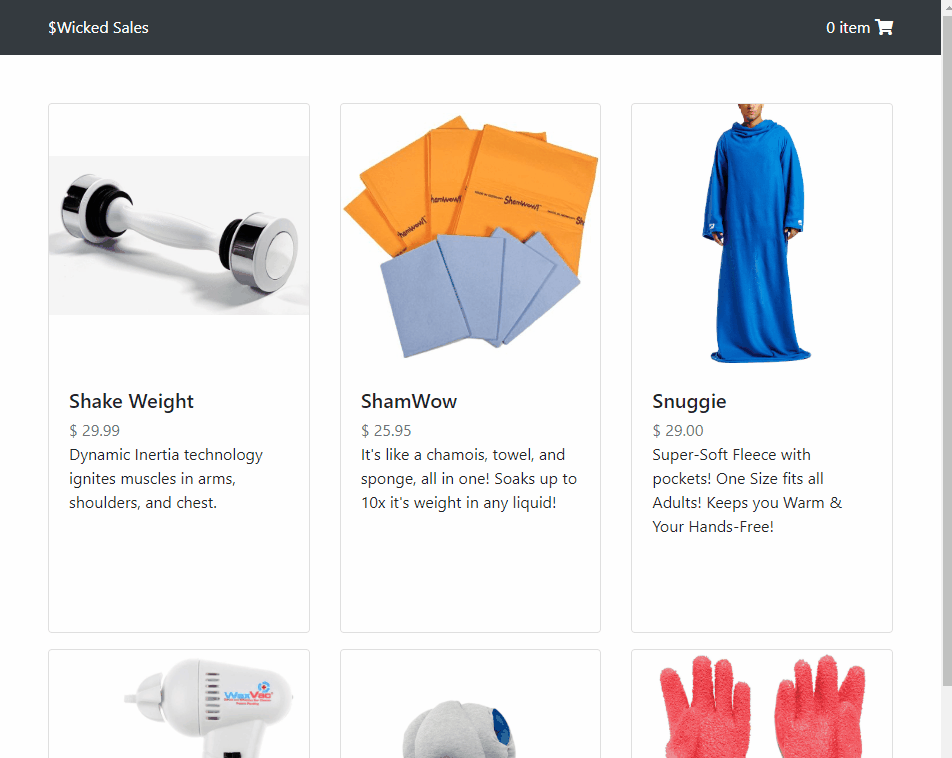 $Wicked Sales
0 item
ShamWow!
ShamWow!
ShamWow!
Shake Weight
$ 29.99
Dynamic Inertia technology
ignites muscles in arms,
shoulders, and chest.
ShamWow
$ 25.95
It's like a chamois, towel, and
sponge, all in one! Soaks up to
10x it's weight in any liquid!
Snuggie
$ 29.00
Super-Soft Fleece with
pockets! One Size fits all
Adults! Keeps you Warm &
Your Hands-Free!
WaxVac